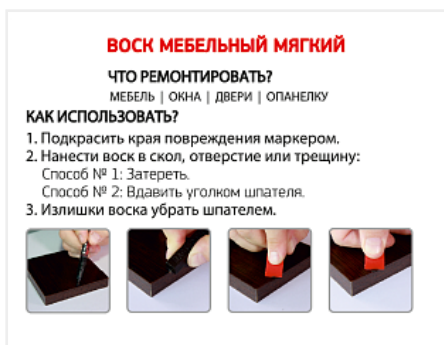 ВОСК МЕБЕЛЬНЫЙ МЯГКИЙ
ЧТО РЕМОНТИРОВАТЬ?
МЕБЕЛЬ | ОКНА | ДВЕРИ | ОПАНЕЛКУ
КАК ИСПОЛЬЗОВАТЬ?
1. Подкрасить края повреждения маркером.
2. Нанести воск в скол, отверстие или трещину:
Способ № 1: Затереть.
Способ № 2: Вдавить уголком шпателя.
3. Излишки воска убрать шпателем.